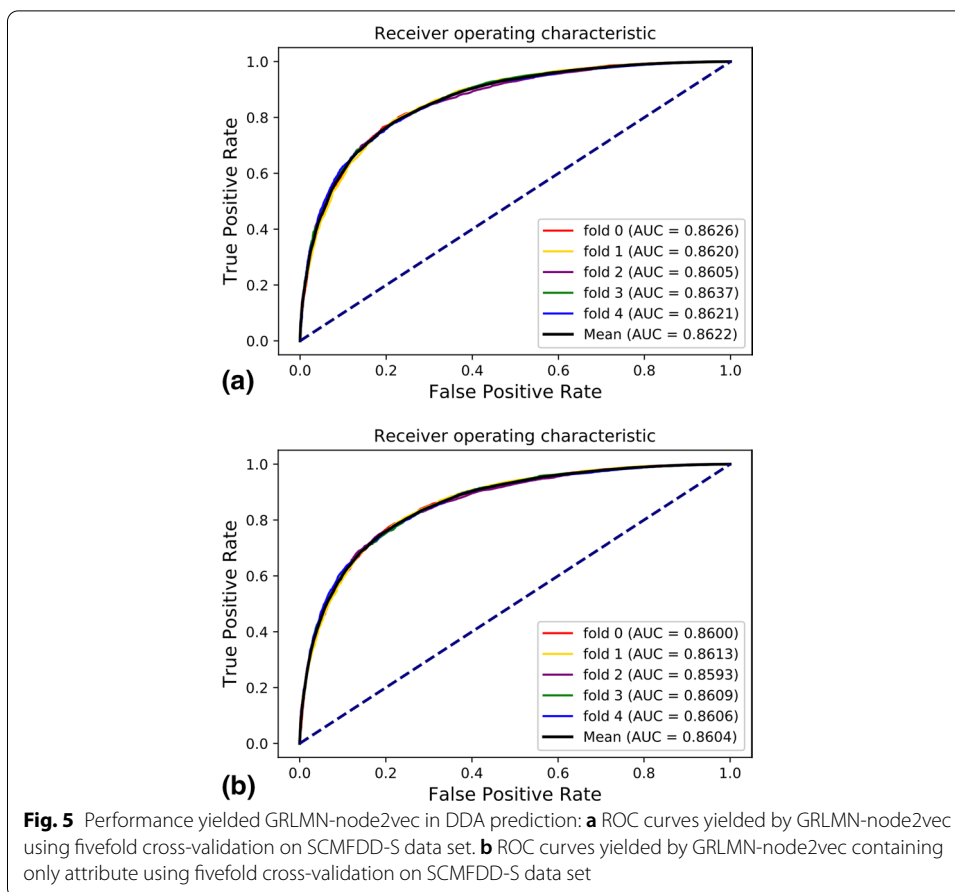 Receiver operating characteristic
True Positive Rate
1.0
0.8
0.6
0.4
0.2
0.0
fold 0 (AUC = 0.8626)
fold 1 (AUC = 0.8620)
fold 2 (AUC = 0.8605)
fold 3 (AUC = 0.8637)
fold 4 (AUC = 0.8621)
Mean (AUC = 0.8622)
0.0 0.2 0.4 0.6 0.8 1.0
(a)
False Positive Rate
Receiver operating characteristic
True Positive Rate
1.0
0.8
0.6
0.4
0.2
0.0
fold 0 (AUC = 0.8600)
fold 1 (AUC = 0.8613)
fold 2 (AUC = 0.8593)
fold 3 (AUC = 0.8609)
fold 4 (AUC = 0.8606)
Mean (AUC = 0.8604)
0.0 0.2 0.4 0.6 0.8 1.0
(b)
False Positive Rate
Fig. 5 Performance yielded GRLMN-node2vec in DDA prediction: a ROC curves yielded by GRLMN-node2vec
using fivefold cross-validation on SCMFDD-S data set. b ROC curves yielded by GRLMN-node2vec containing
only attribute using fivefold cross-validation on SCMFDD-S data set